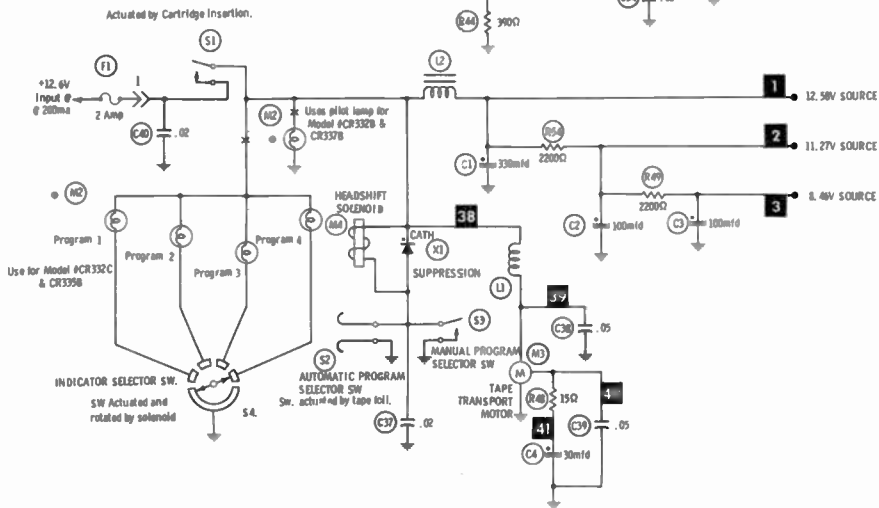 Actuated by Cartridge Insertion.
S1
R44
390Ω
F1
L2
+12.6V
Input @
@ 200ma
1
2 Amp
C40
.02
M2
Uses pilot lamp for
Model #CR332B &
CR337B
1
12.58V SOURCE
R54
2200Ω
2
11.27V SOURCE
C1
330mfd
R49
2200Ω
3
8.46V SOURCE
C2
100mfd
C3
100mfd
M2
HEADSHIFT
SOLENOID
38
M4
CATH
X1
SUPPRESSION
Program 1
Program 2
Program 3
Program 4
Use for Model #CR332C
& CR335B
L1
39
C38
.05
S3
S2
MANUAL PROGRAM
SELECTOR SW
AUTOMATIC PROGRAM
SELECTOR SW
Sw. actuated by tape foil.
INDICATOR SELECTOR SW.
SW Actuated and
rotated by solenoid
S4.
C37
.02
M3
M
TAPE
TRANSPORT
MOTOR
R48
15Ω
4
41
C39
.05
C4
30mfd